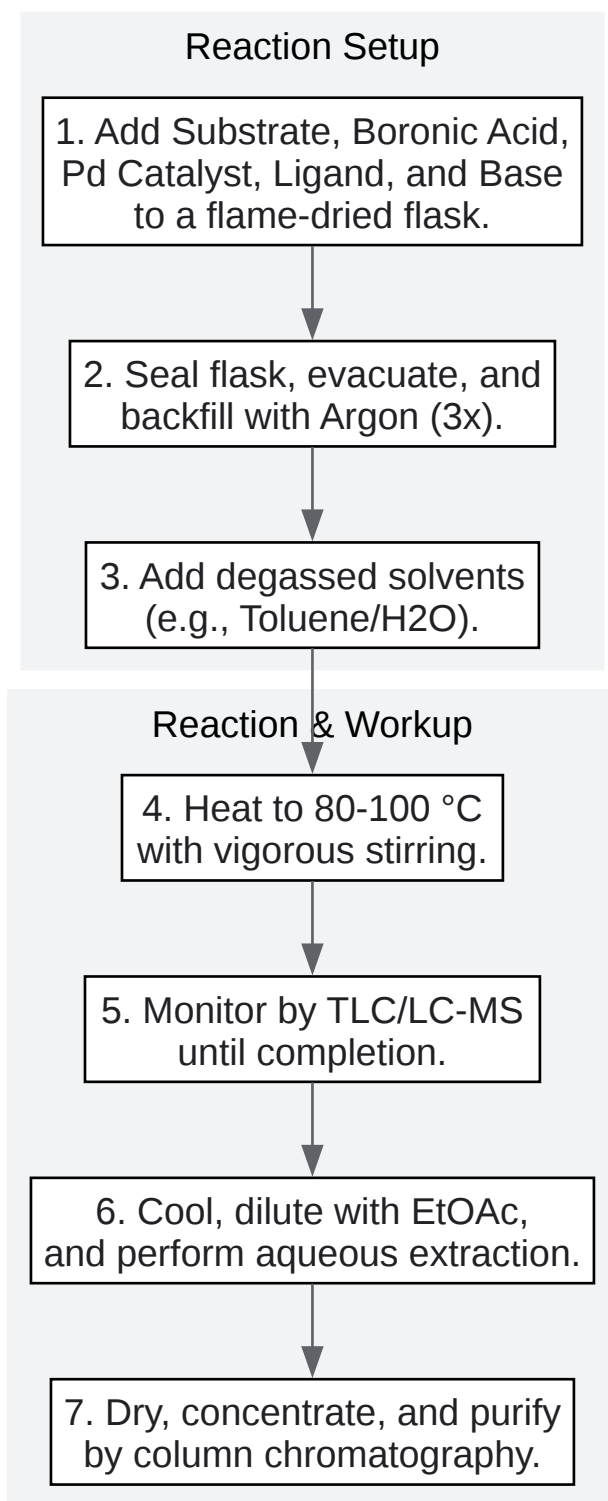 Reaction Setup
1. Add Substrate, Boronic Acid,
Pd Catalyst, Ligand, and Base
to a flame-dried flask.
2. Seal flask, evacuate, and
backfill with Argon (3x).
3. Add degassed solvents
(e.g., Toluene/H2O).
Reaction & Workup
4. Heat to 80-100 °C
with vigorous stirring.
5. Monitor by TLC/LC-MS
until completion.
6. Cool, dilute with EtOAc,
and perform aqueous extraction.
7. Dry, concentrate, and purify
by column chromatography.